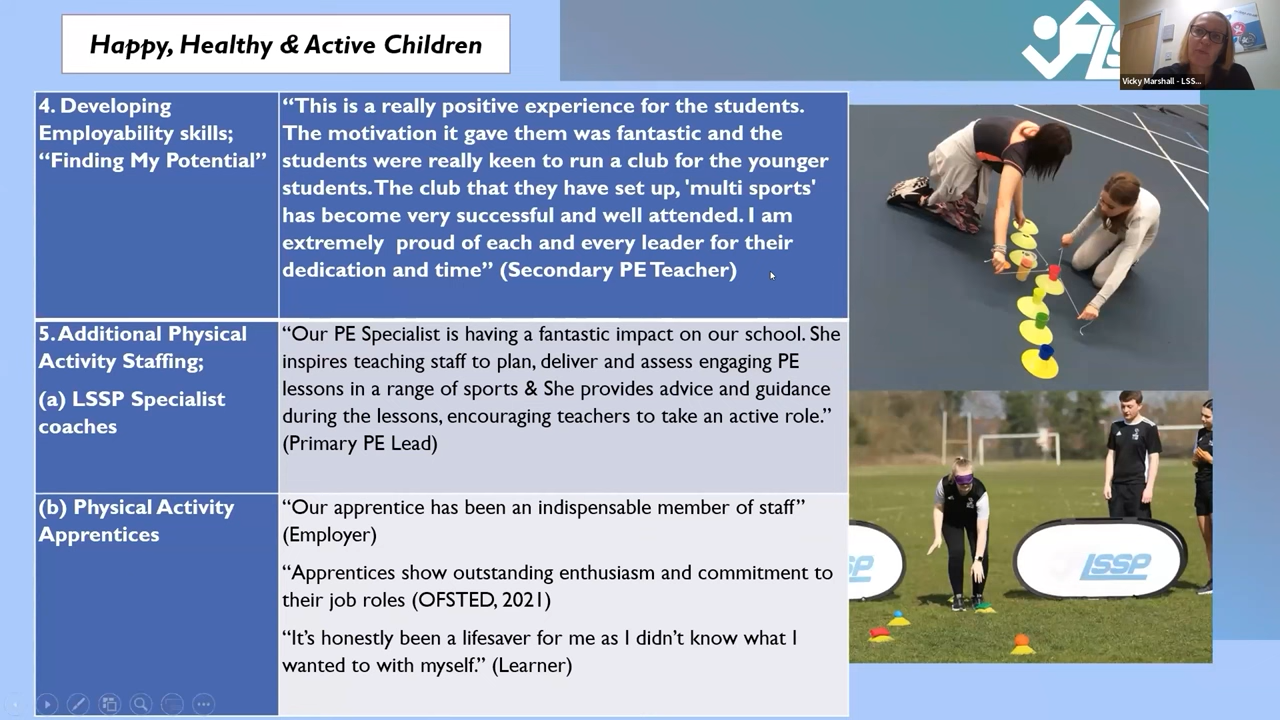 Happy, Healthy & Active Children
Vicky Marshall - LSS...
4. Developing
Employability skills;
“Finding My Potential”
“This is a really positive experience for the students.
The motivation it gave them was fantastic and the
students were really keen to run a club for the younger
students. The club that they have set up, 'multi sports'
has become very successful and well attended. I am
extremely proud of each and every leader for their
dedication and time” (Secondary PE Teacher)
5. Additional Physical
Activity Staffing;
(a) LSSP Specialist
coaches
“Our PE Specialist is having a fantastic impact on our school. She
inspires teaching staff to plan, deliver and assess engaging PE
lessons in a range of sports & She provides advice and guidance
during the lessons, encouraging teachers to take an active role.”
(Primary PE Lead)
(b) Physical Activity
Apprentices
“Our apprentice has been an indispensable member of staff”
(Employer)
“Apprentices show outstanding enthusiasm and commitment to
their job roles (OFSTED, 2021)
“It’s honestly been a lifesaver for me as I didn’t know what I
wanted to with myself.” (Learner)
LSSP